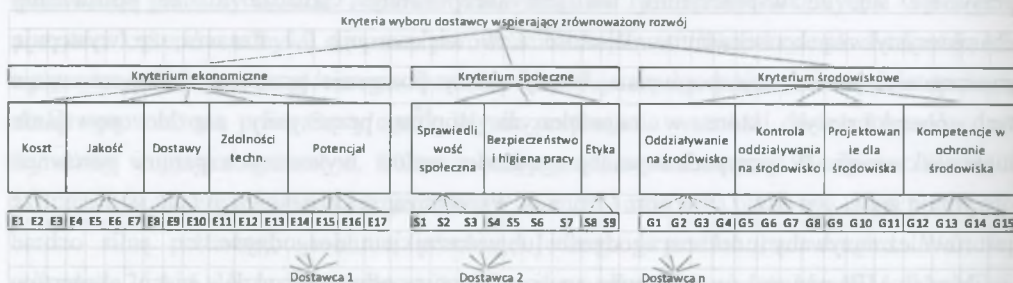 Kryteria wyboru dostawcy wspierający zrównoważony rozwój
Kryterium ekonomiczne
Kryterium społeczne
Kryterium środowiskowe
Koszt
Jakość
Dostawy
Zdolności
techn.
Potencjał
Sprawiedli
wość
społeczna
Bezpieczeństwo
i higiena pracy
Etyka
Oddziaływanie
na środowisko
Kontrola
oddziaływania
na środowisko
Projektowan
ie dla
środowiska
Kompetencje w
ochronie
środowiska
E1 E2 E3 E4 E5 E6 E7 E8 E9 E10 E11 E12 E13 E14 E15 E16 E17
S1 S2 S3 S4 S5 S6 S7 S8 S9
G1 G2 G3 G4 G5 G6 G7 G8 G9 G10 G11 G12 G13 G14 G15
Dostawca 1
Dostawca 2
Dostawca n